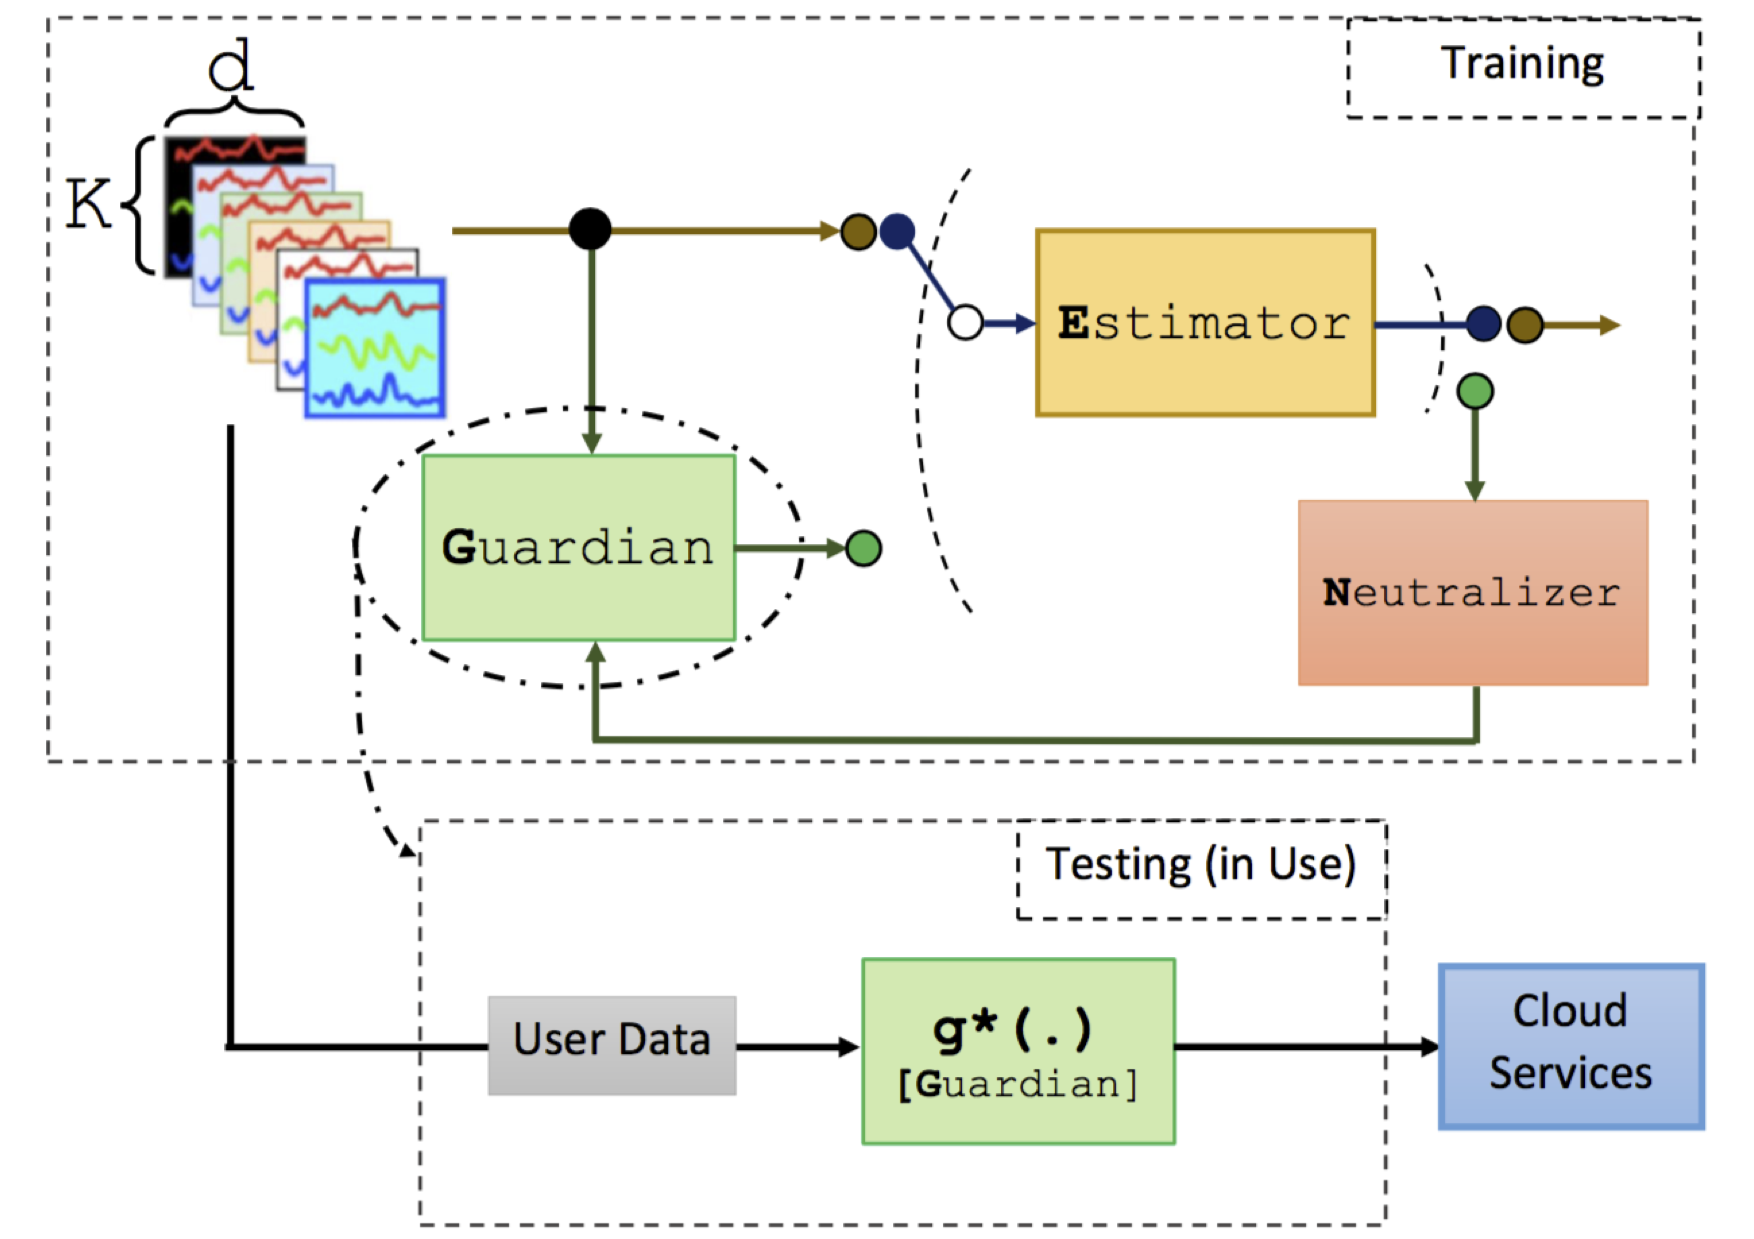 Training
d
K
Estimator
Guardian
Neutralizer
Testing (in Use)
User Data
g*(.)
[Guardian]
Cloud
Services